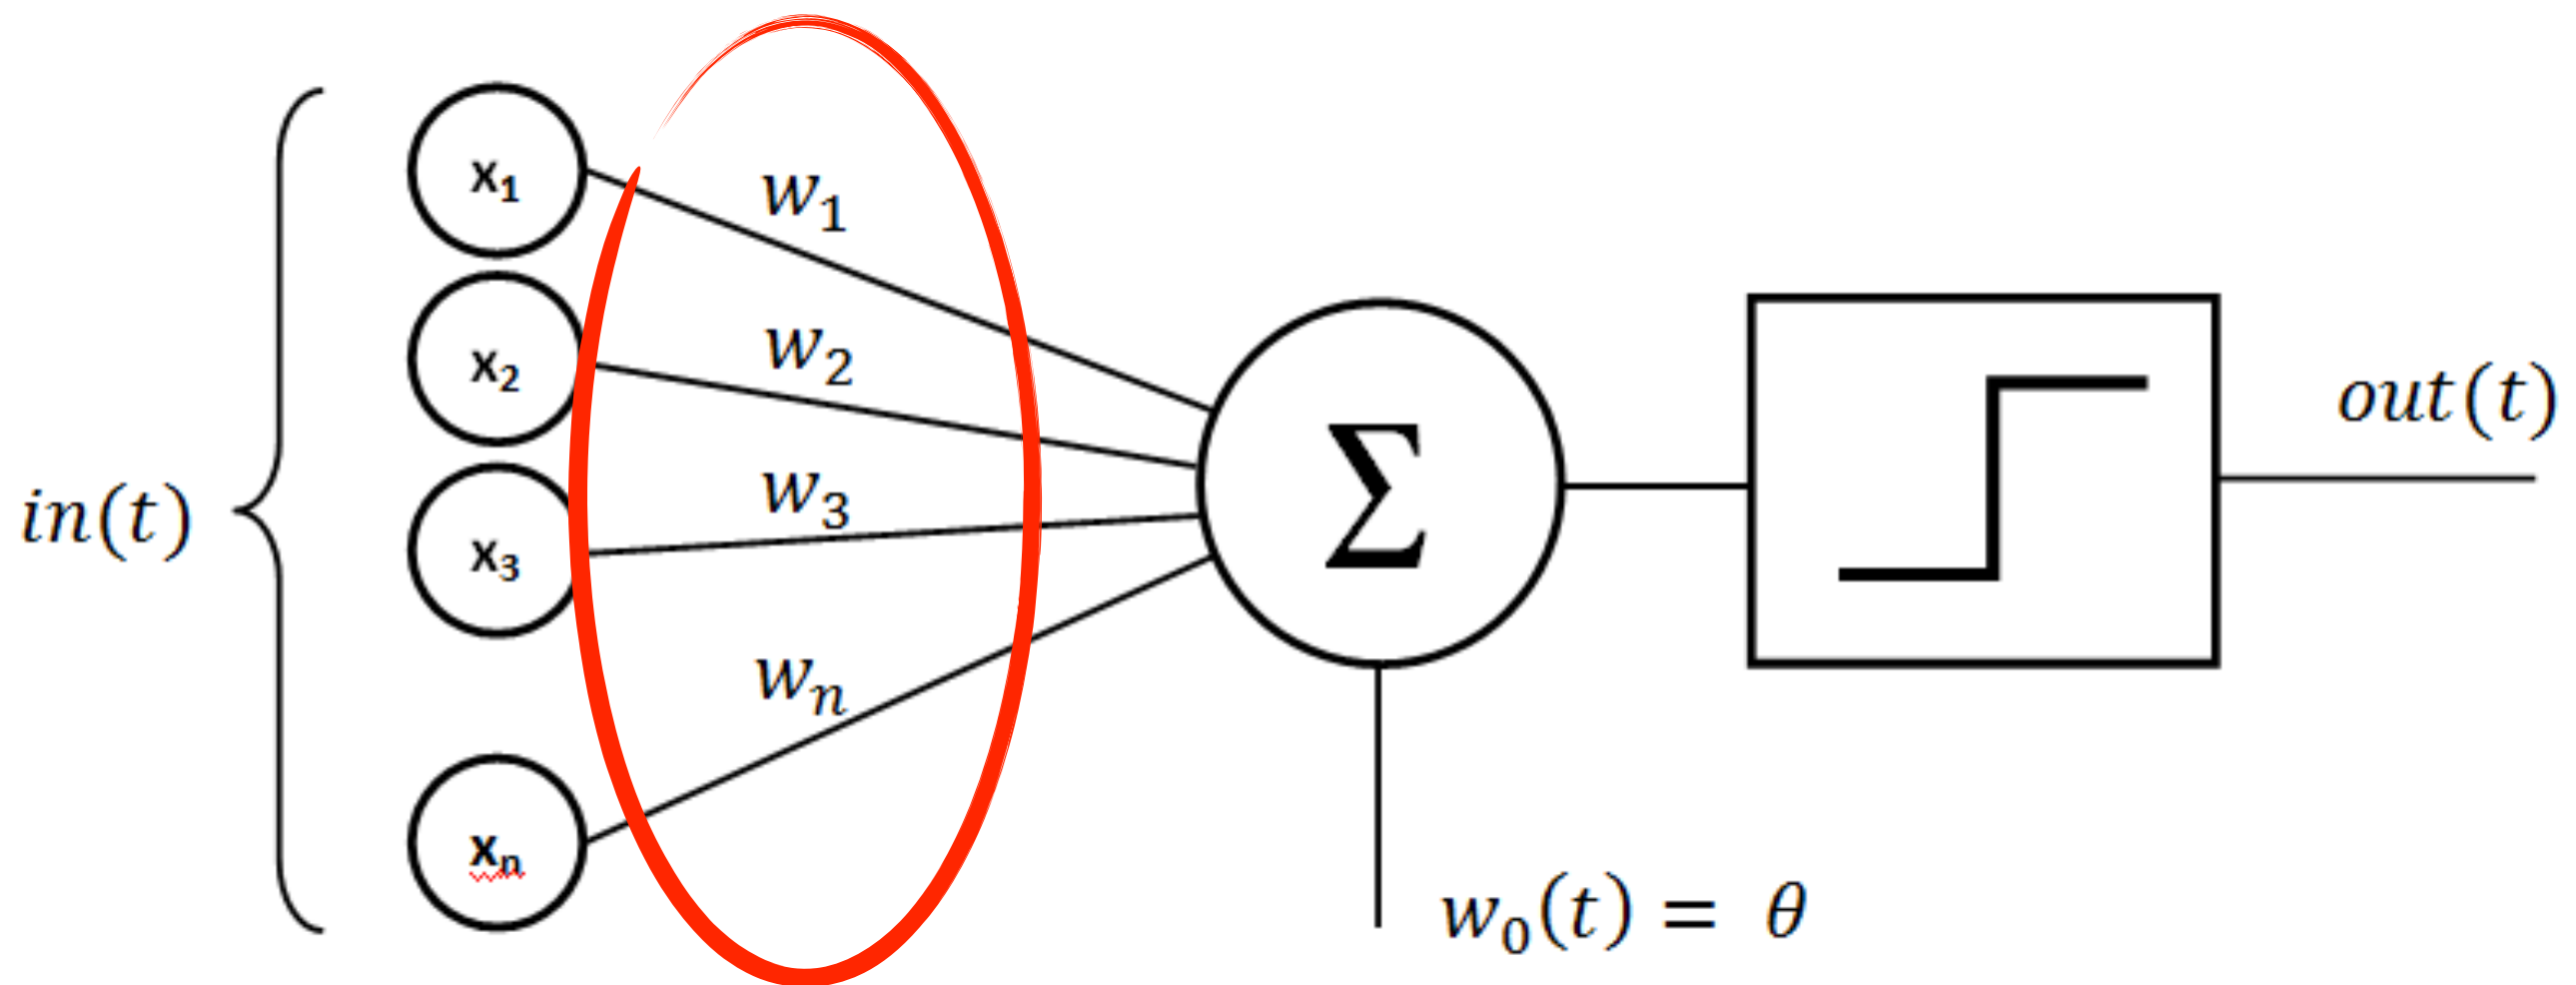 in(t)
x₁
x₂
x₃
xₙ
w₁
w₂
w₃
wₙ
Σ
w₀(t) = θ
out(t)